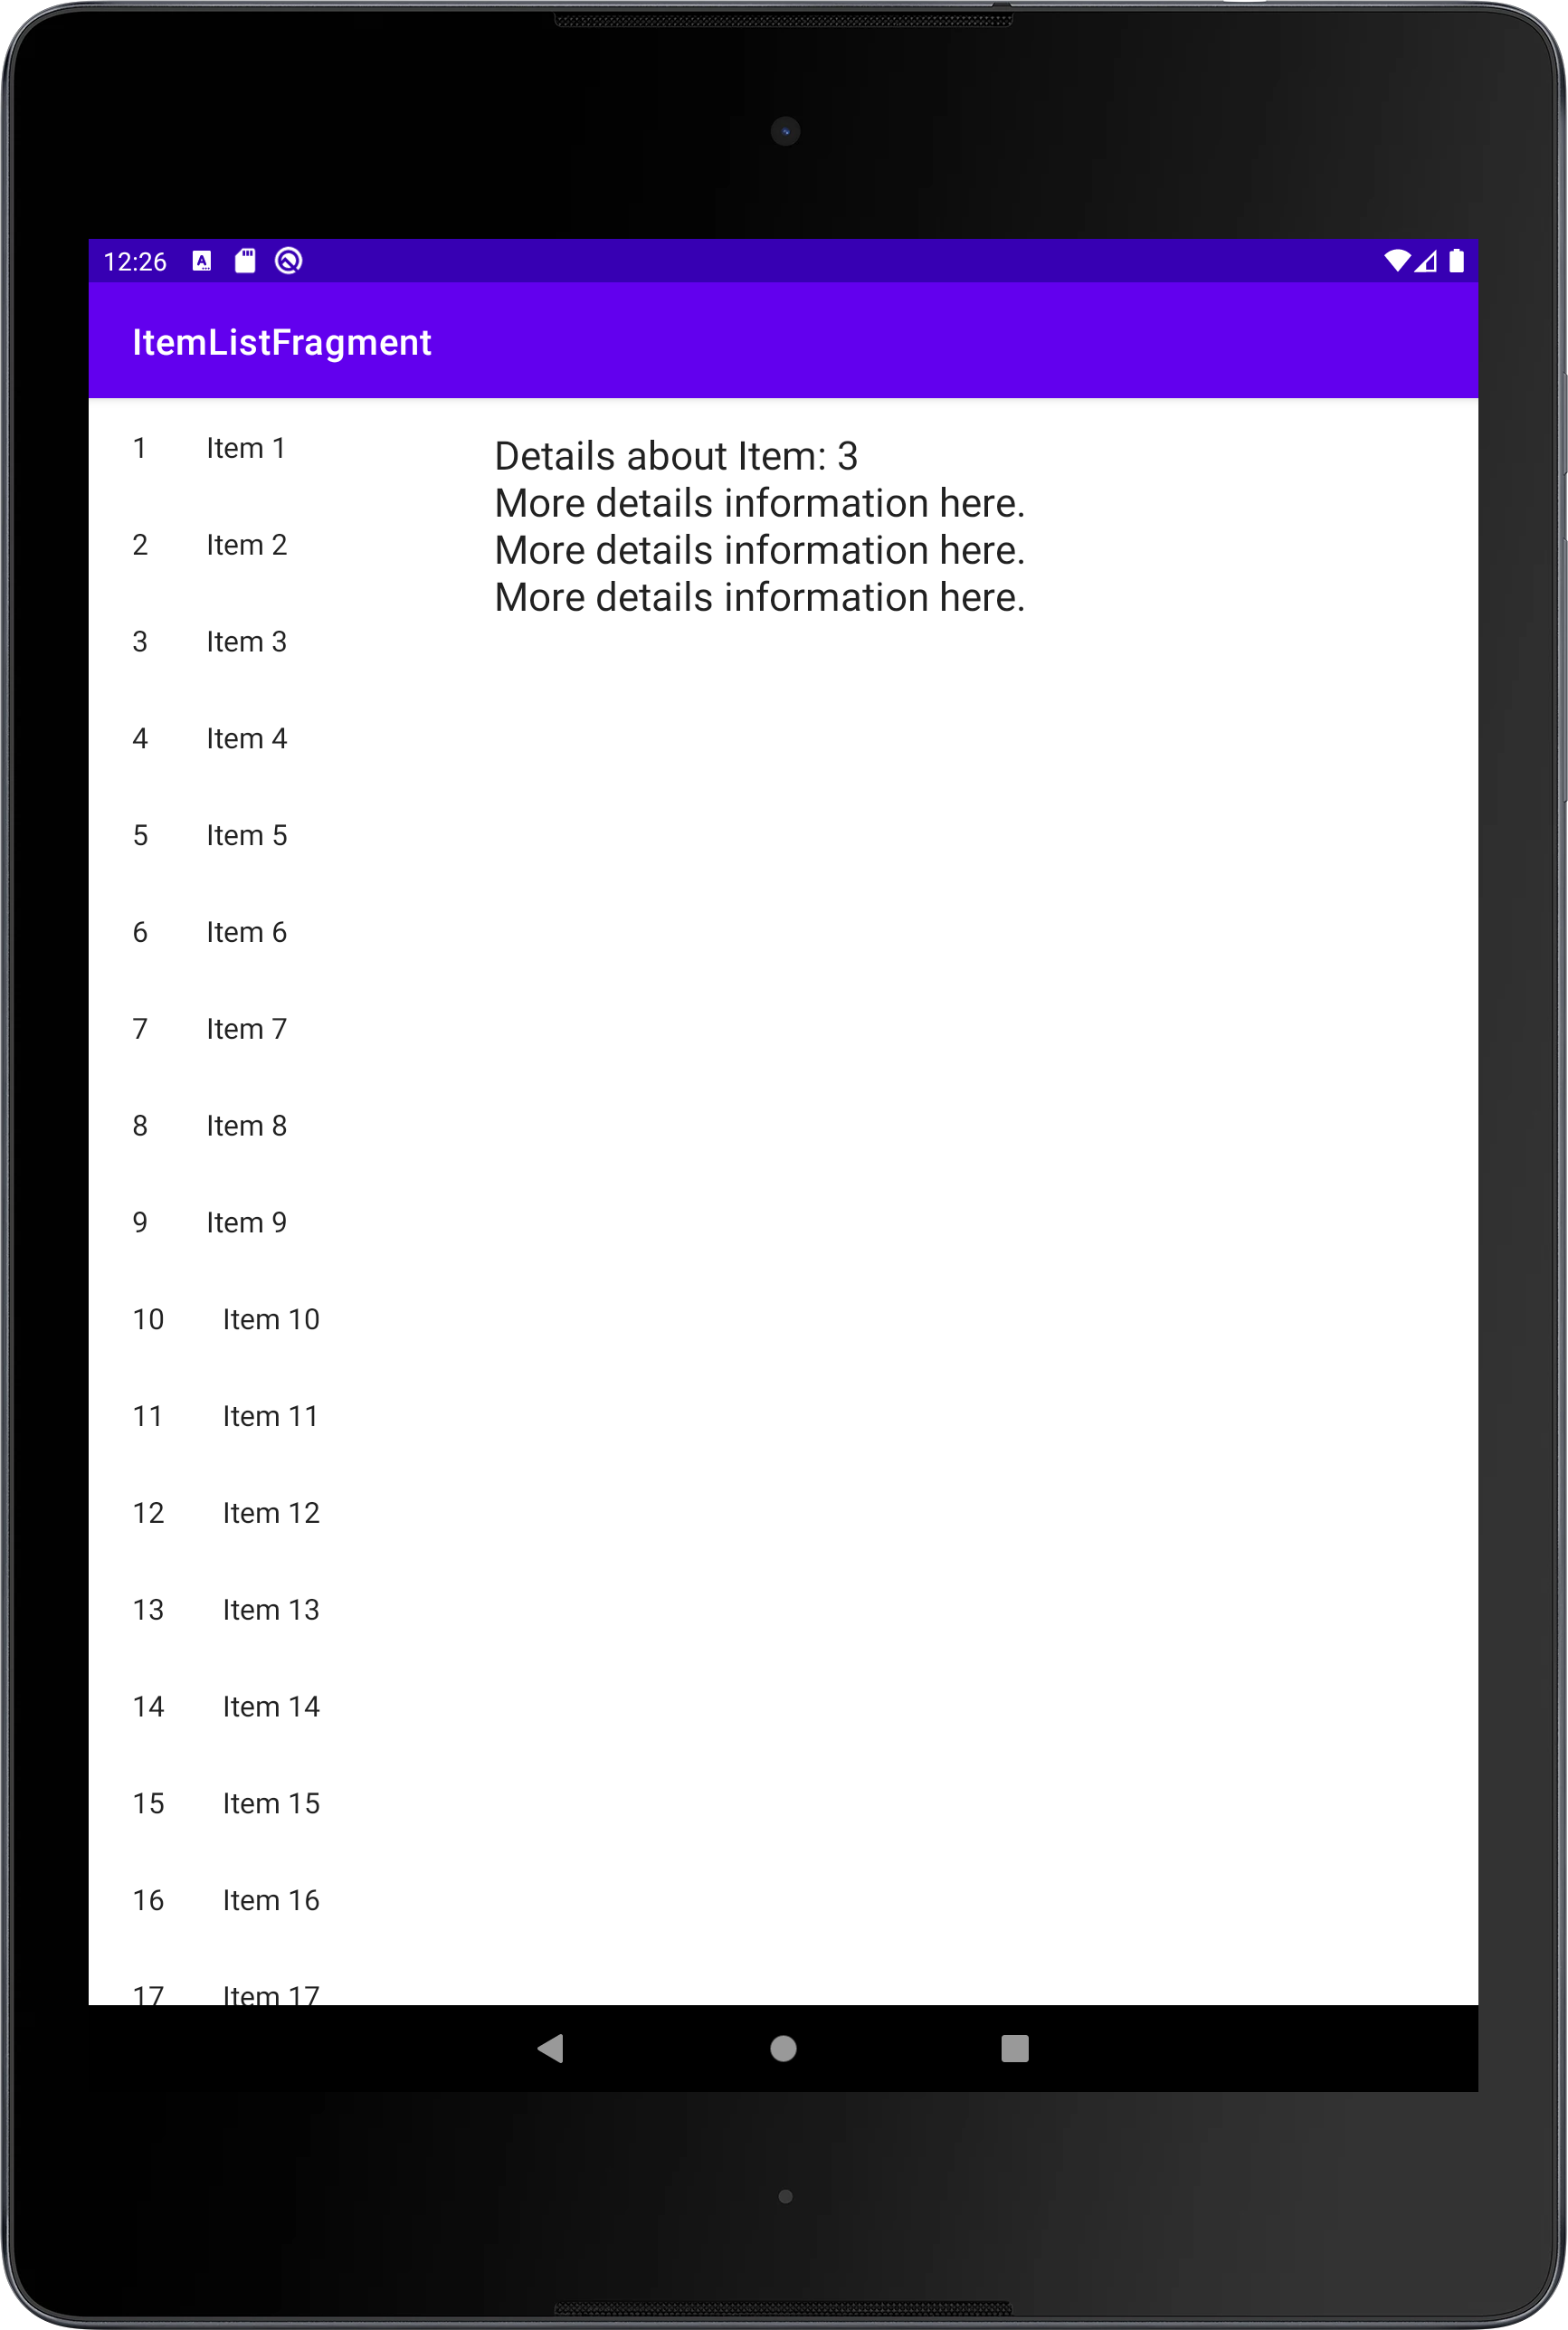 12:26
ItemListFragment
1 Item 1
2 Item 2
3 Item 3
4 Item 4
5 Item 5
6 Item 6
7 Item 7
8 Item 8
9 Item 9
10 Item 10
11 Item 11
12 Item 12
13 Item 13
14 Item 14
15 Item 15
16 Item 16
17 Item 17
Details about Item: 3
More details information here.
More details information here.
More details information here.